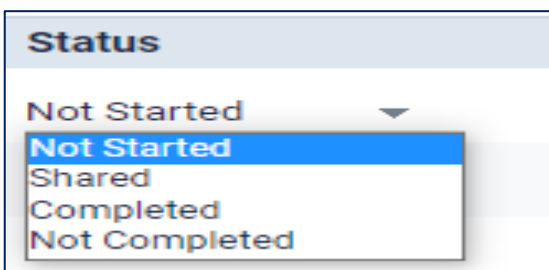 Status
Not Started
Not Started
Shared
Completed
Not Completed